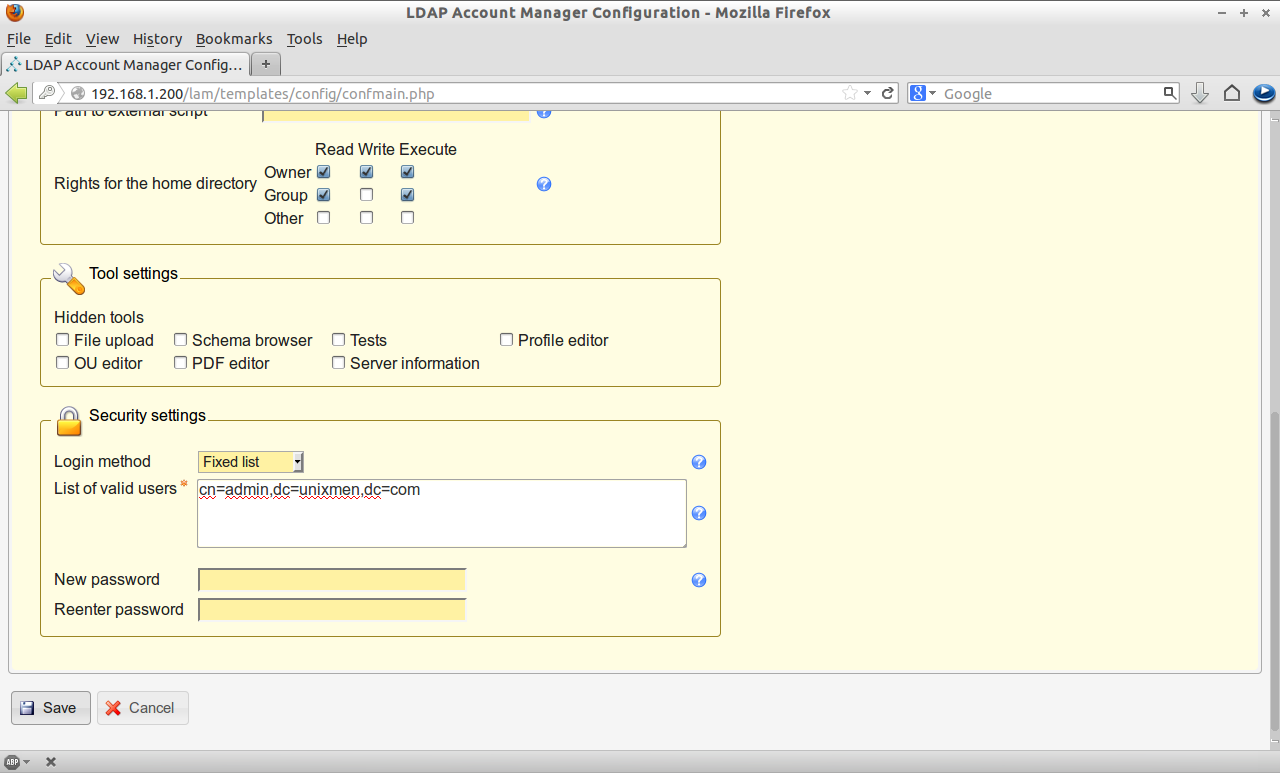 LDAP Account Manager Configuration - Mozilla Firefox
File Edit View History Bookmarks Tools Help
LDAP Account Manager Config...
192.168.1.200/lam/templates/config/confmain.php
Google
Path to external script
Read Write Execute
Owner
Rights for the home directory
Group
Other
Tool settings
Hidden tools
File upload Schema browser Tests Profile editor
OU editor PDF editor Server information
Security settings
Login method Fixed list
List of valid users * cn=admin,dc=unixmen,dc=com
New password
Reenter password
Save Cancel
ABP